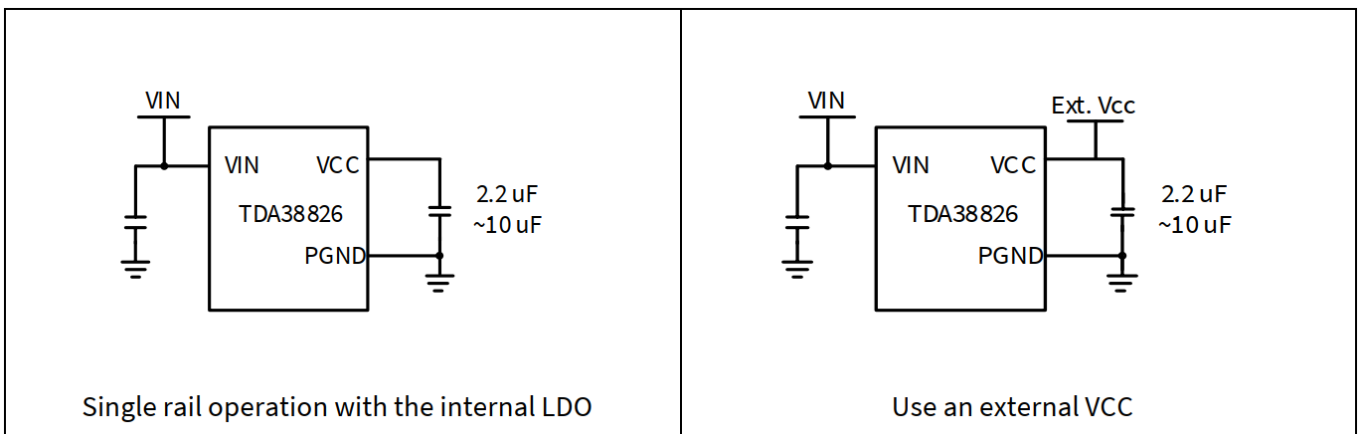 VIN
VIN VCC
TDA38826
2.2 uF
~10 uF
PGND
Single rail operation with the internal LDO
VIN
Ext. Vcc
VIN VCC
TDA38826
2.2 uF
~10 uF
PGND
Use an external VCC